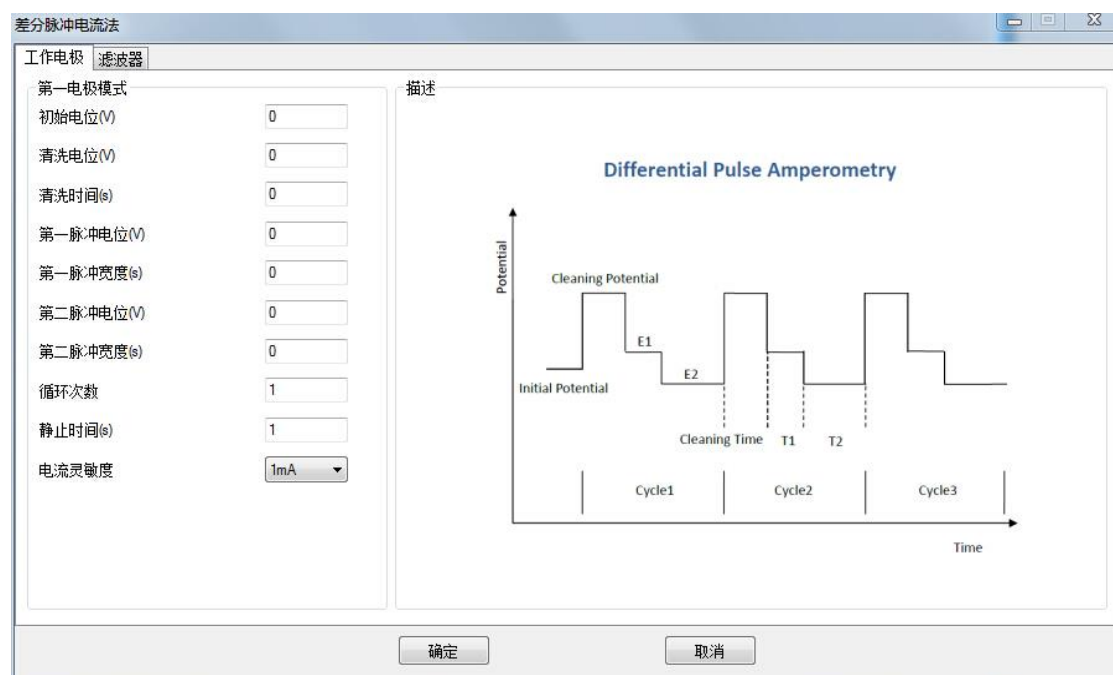 差分脉冲电流法
工作电极 滤波器
第一电极模式
初始电位(V) 0
清洗电位(V) 0
清洗时间(s) 0
第一脉冲电位(V) 0
第一脉冲宽度(s) 0
第二脉冲电位(V) 0
第二脉冲宽度(s) 0
循环次数 1
静止时间(s) 1
电流灵敏度 1mA
描述
Differential Pulse Amperometry
Potential
Cleaning Potential
E1
E2
Initial Potential
Cleaning Time T1 T2
Cycle1 Cycle2 Cycle3
Time
确定 取消